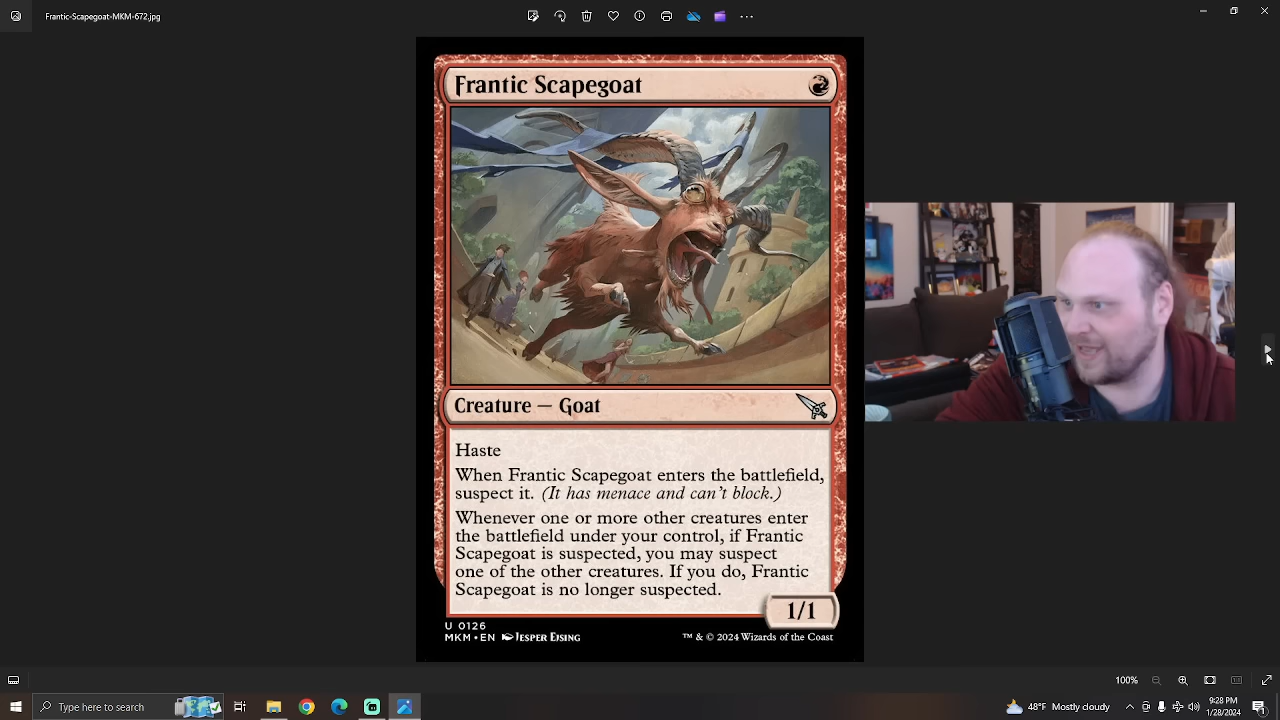 Frantic-Scapegoat-MKM-672.jpg
Frantic Scapegoat
Creature — Goat
Haste
When Frantic Scapegoat enters the battlefield,
suspect it. (It has menace and can't block.)
Whenever one or more other creatures enter
the battlefield under your control, if Frantic
Scapegoat is suspected, you may suspect
one of the other creatures. If you do, Frantic
Scapegoat is no longer suspected.
1/1
U 0126
MKM • EN Jesper Ejsing
™ & © 2024 Wizards of the Coast
100%
Type here to search
48°F Mostly cloudy
9:28 PM
1/28/2024